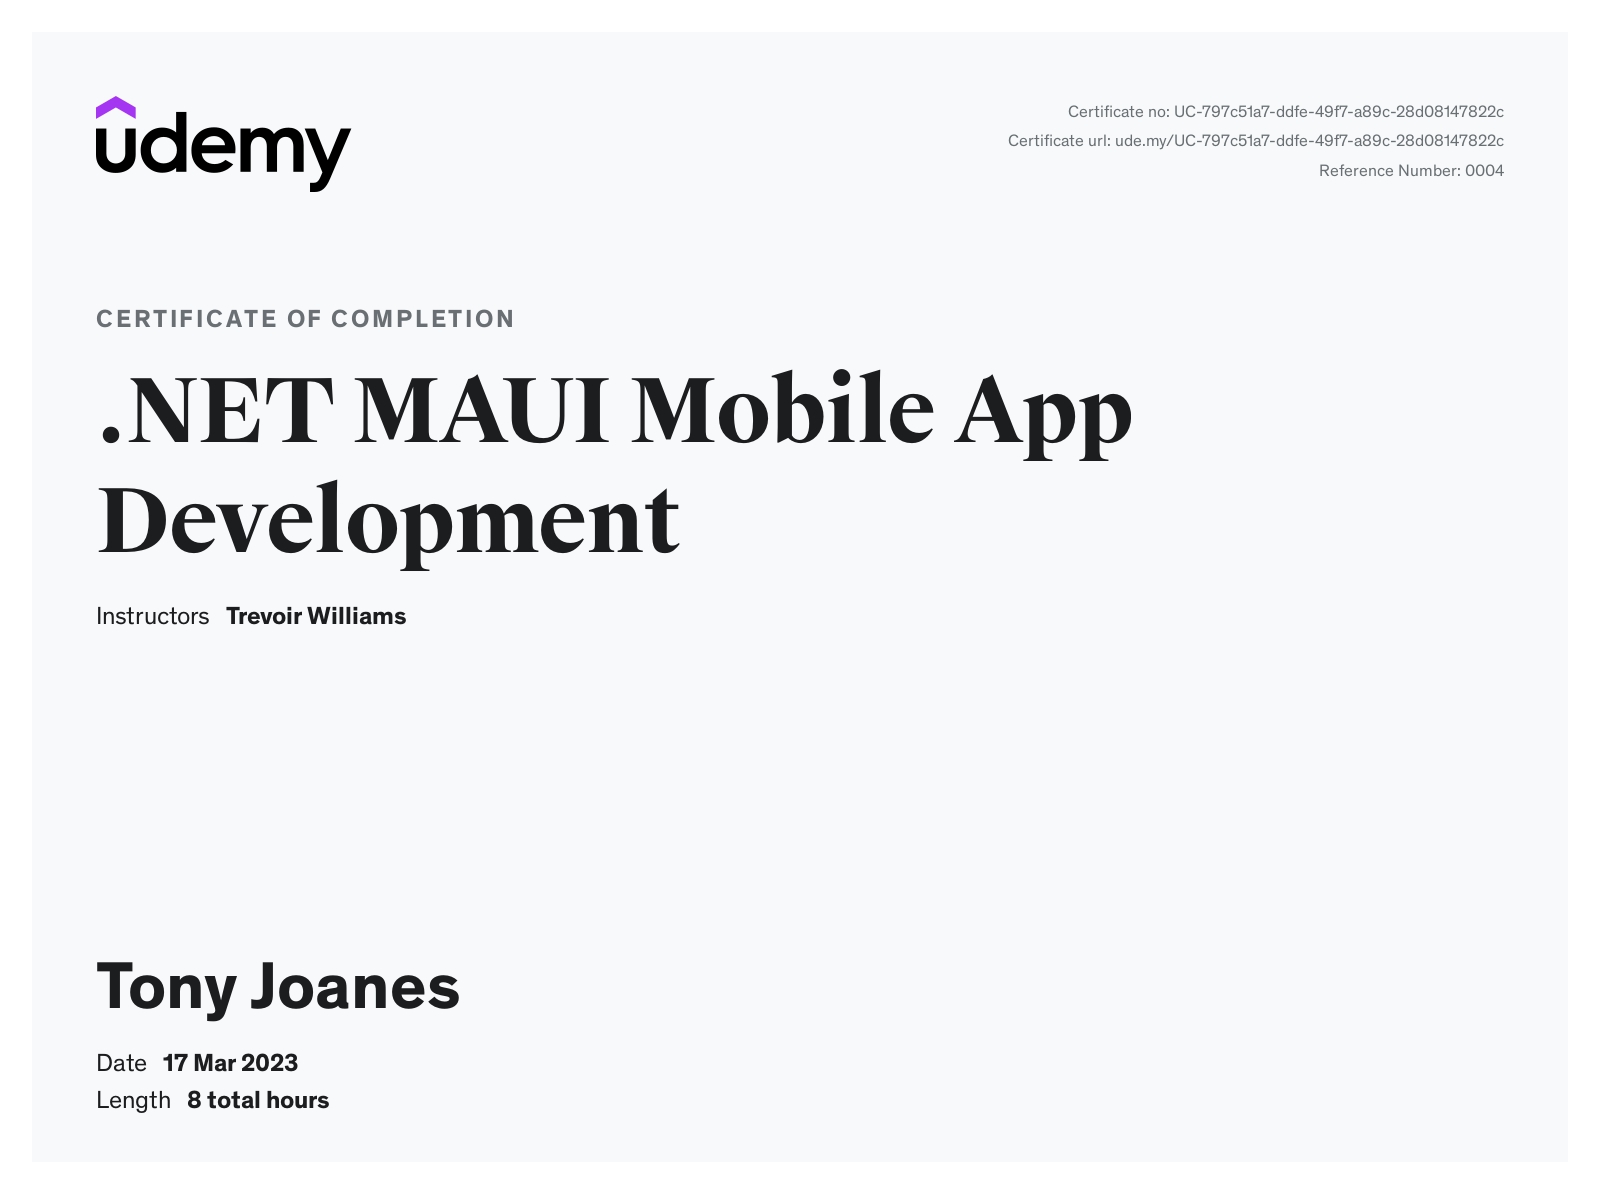 udemy
Certificate no: UC-797c51a7-ddfe-49f7-a89c-28d08147822c
Certificate url: ude.my/UC-797c51a7-ddfe-49f7-a89c-28d08147822c
Reference Number: 0004
CERTIFICATE OF COMPLETION
.NET MAUI Mobile App
Development
Instructors Trevoir Williams
Tony Joanes
Date 17 Mar 2023
Length 8 total hours